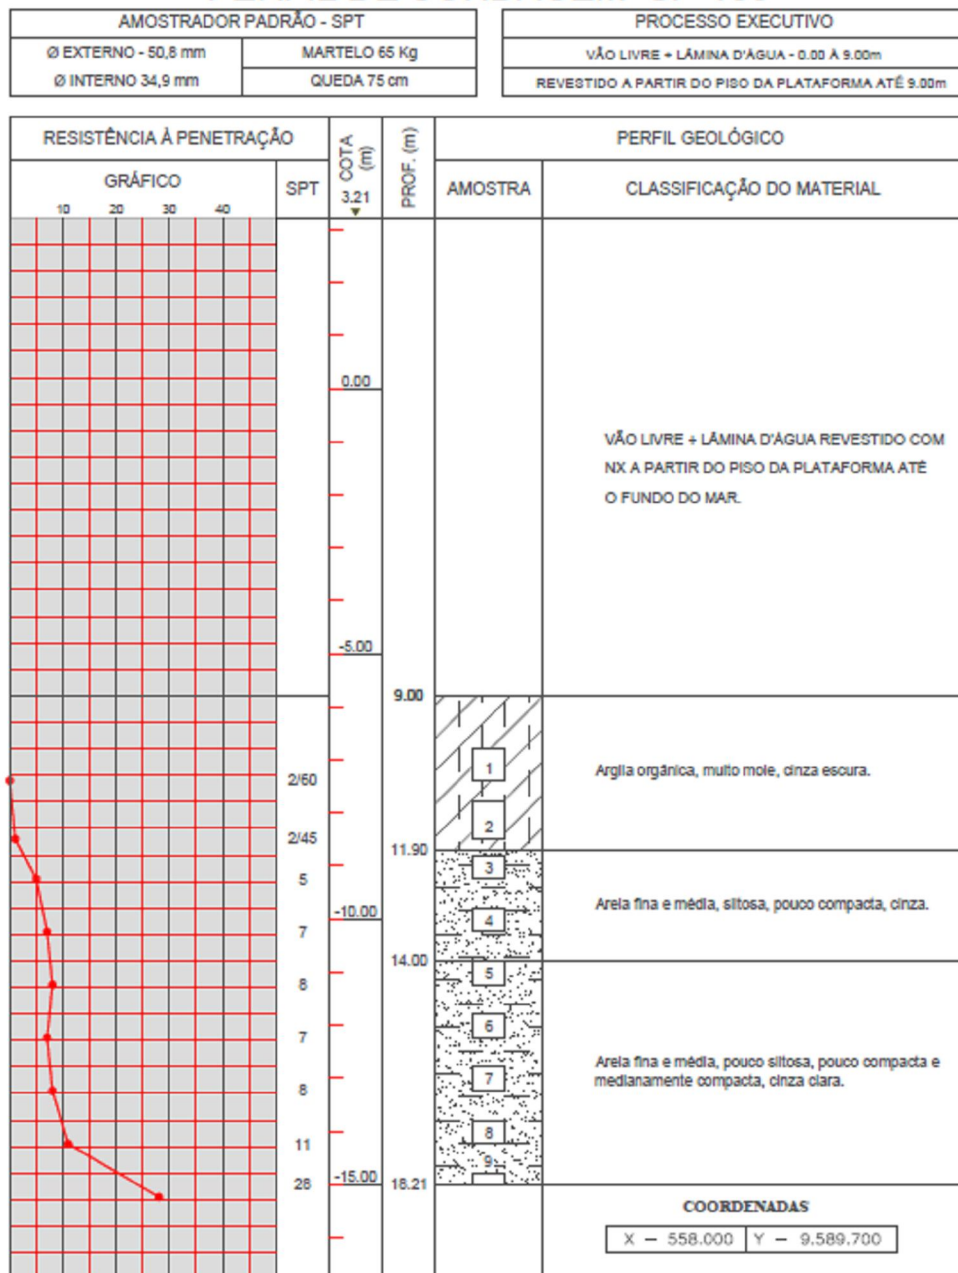 AMOSTRADOR PADRÃO - SPT
Ø EXTERNO - 50,8 mm
MARTELO 65 Kg
Ø INTERNO 34,9 mm
QUEDA 75 cm
PROCESSO EXECUTIVO
VÃO LIVRE + LÂMINA D'ÁGUA - 0.00 À 9.00m
REVESTIDO A PARTIR DO PISO DA PLATAFORMA ATÉ 9.00m
RESISTÊNCIA À PENETRAÇÃO
GRÁFICO
10 20 30 40
SPT
COTA (m)
3.21
PROF. (m)
PERFIL GEOLÓGICO
AMOSTRA
CLASSIFICAÇÃO DO MATERIAL
0.00
VÃO LIVRE + LÂMINA D'ÁGUA REVESTIDO COM
NX A PARTIR DO PISO DA PLATAFORMA ATÉ
O FUNDO DO MAR.
-5.00
9.00
2/60
1
Argila orgânica, muito mole, cinza escura.
2/45
2
11.90
5
3
Areia fina e média, siltosa, pouco compacta, cinza.
-10.00
7
4
14.00
8
5
7
6
Areia fina e média, pouco siltosa, pouco compacta e
medianamente compacta, cinza clara.
8
7
11
8
28
-15.00
18.21
9
COORDENADAS
X – 558.000
Y – 9.589.700